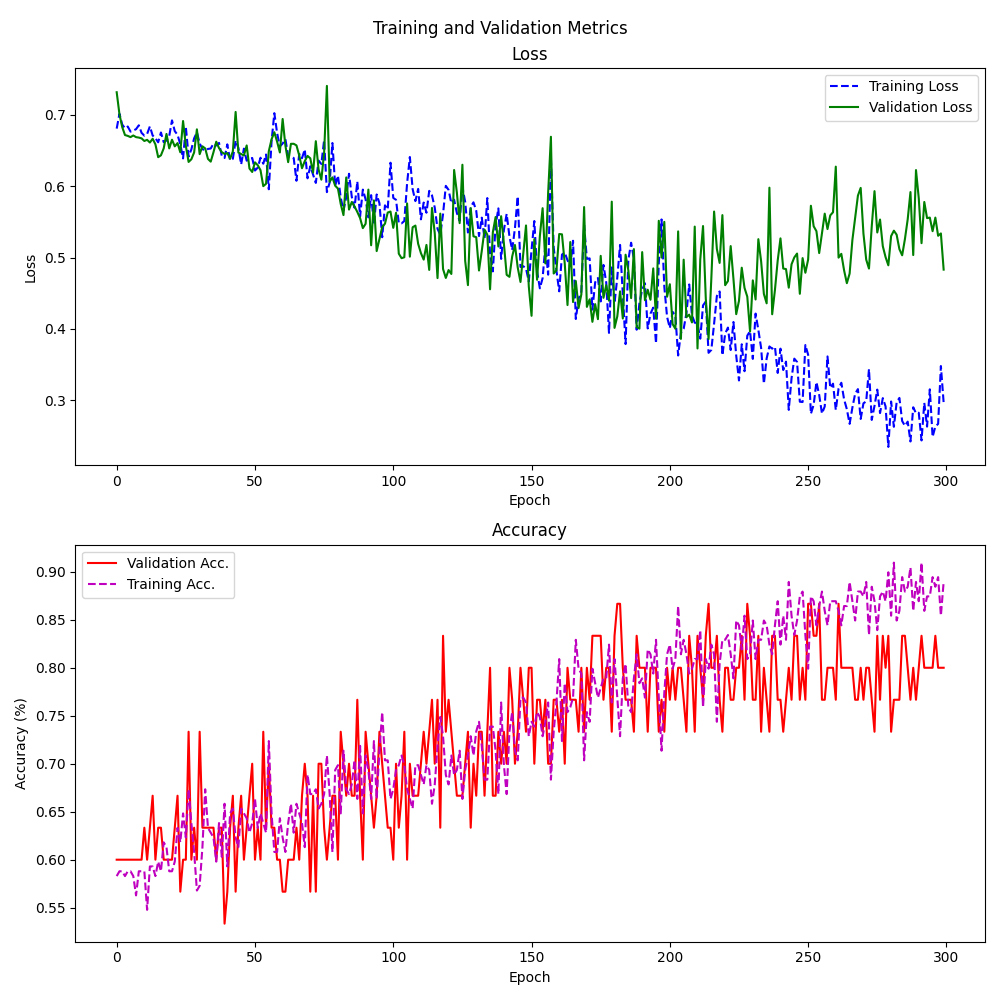 Training and Validation Metrics
Loss
Training Loss
Validation Loss
0.7
0.6
0.5
0.4
0.3
Loss
0 50 100 150 200 250 300
Epoch
Accuracy
Validation Acc.
Training Acc.
0.90
0.85
0.80
0.75
0.70
0.65
0.60
0.55
Accuracy (%)
0 50 100 150 200 250 300
Epoch